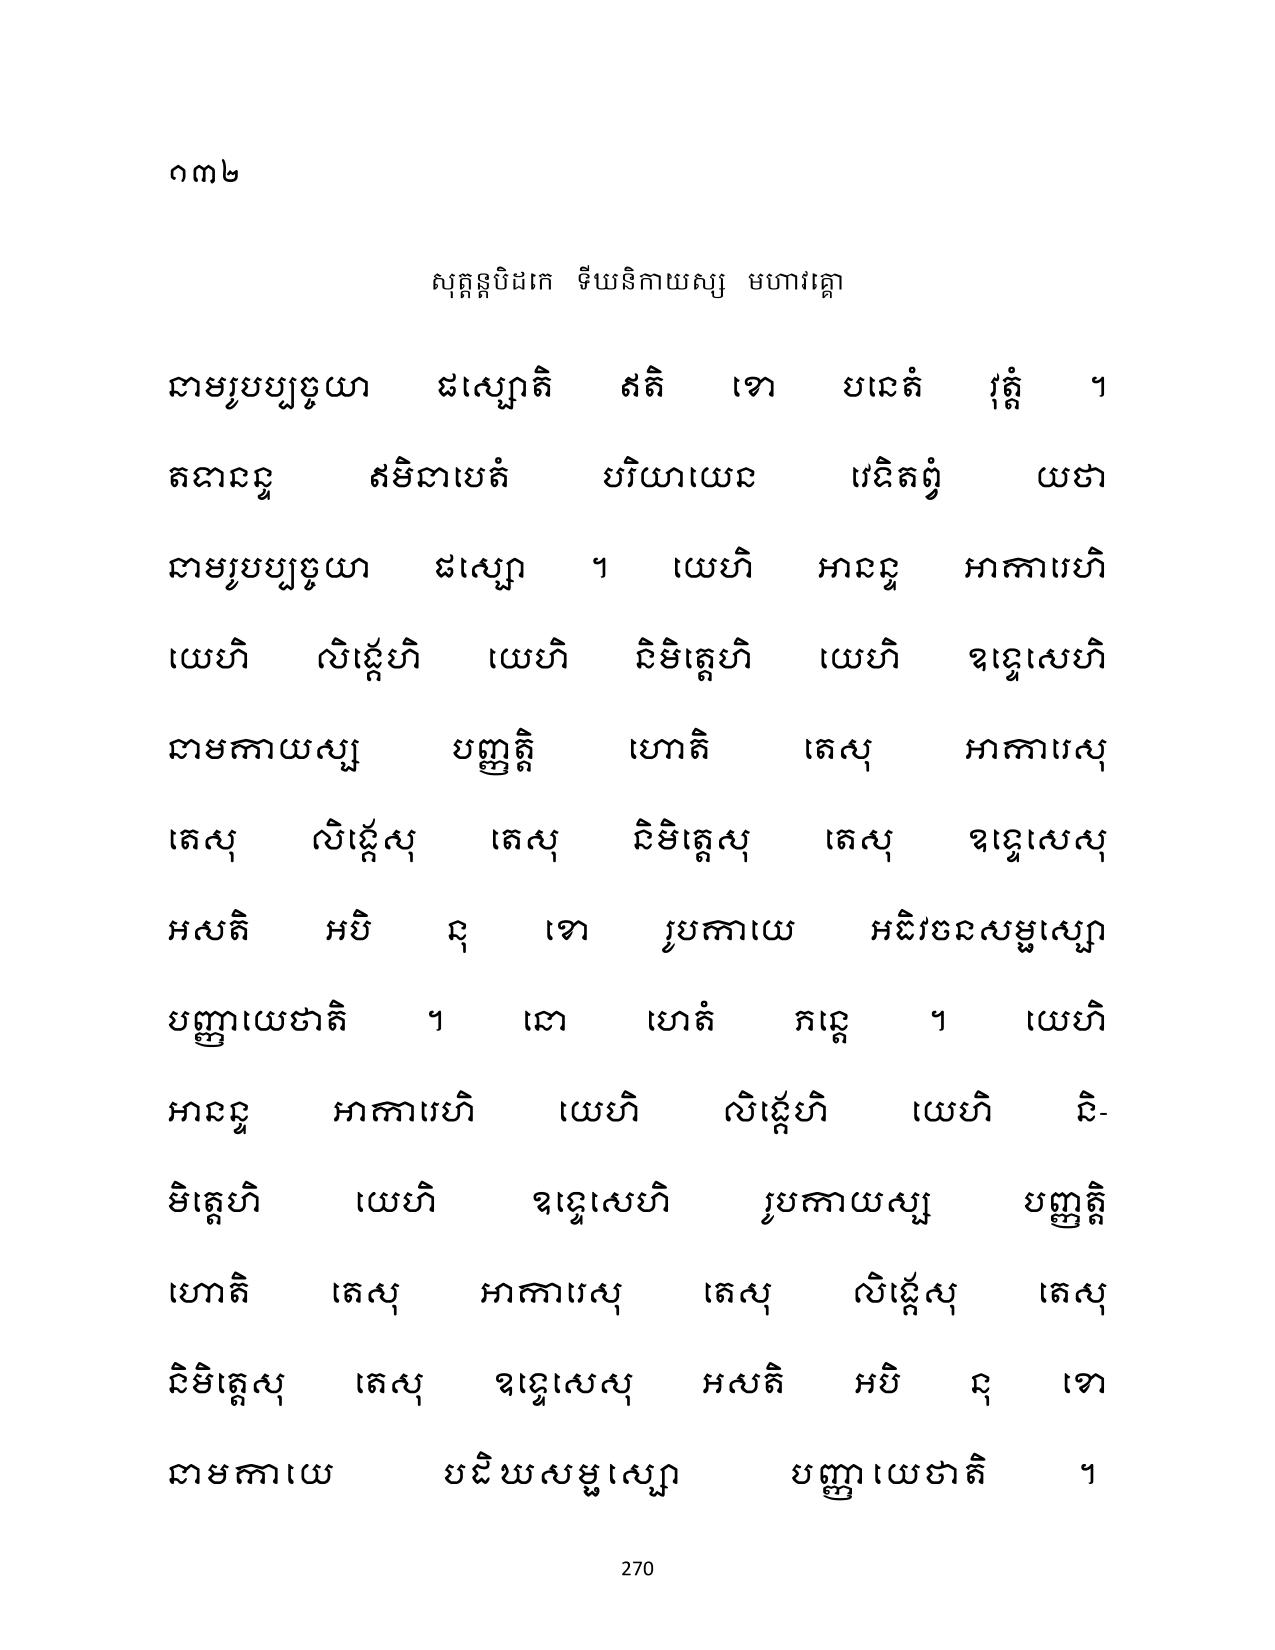 ១៣២
សុត្តន្តបិដកេ ទីឃនិកាយស្ស មហាវគ្គោ
នាមរូបប្បច្ចយា ផស្សោតិ ឥតិ ខោ បនេតំ វុត្តំ ។
តទានន្ទ ឥមិនាបេតំ បរិយាយេន វេទិតព្វំ យថា
នាមរូបប្បច្ចយា ផស្សោ ។ យេហិ អានន្ទ អាការេហិ
យេហិ លិង្គេហិ យេហិ និមិត្តេហិ យេហិ ឧទ្ទេសេហិ
នាមកាយស្ស បញ្ញត្តិ ហោតិ តេសុ អាការេសុ
តេសុ លិង្គេសុ តេសុ និមិត្តេសុ តេសុ ឧទ្ទេសេសុ
អសតិ អបិ នុ ខោ រូបកាយេ អធិវចនសម្ផស្សោ
បញ្ញាយេថាតិ ។ នោ ហេតំ ភន្តេ ។ យេហិ
អានន្ទ អាការេហិ យេហិ លិង្គេហិ យេហិ និ-
មិត្តេហិ យេហិ ឧទ្ទេសេហិ រូបកាយស្ស បញ្ញត្តិ
ហោតិ តេសុ អាការេសុ តេសុ លិង្គេសុ តេសុ
និមិត្តេសុ តេសុ ឧទ្ទេសេសុ អសតិ អបិ នុ ខោ
នាមកាយេ បដិឃសម្ផស្សោ បញ្ញាយេថាតិ ។
270